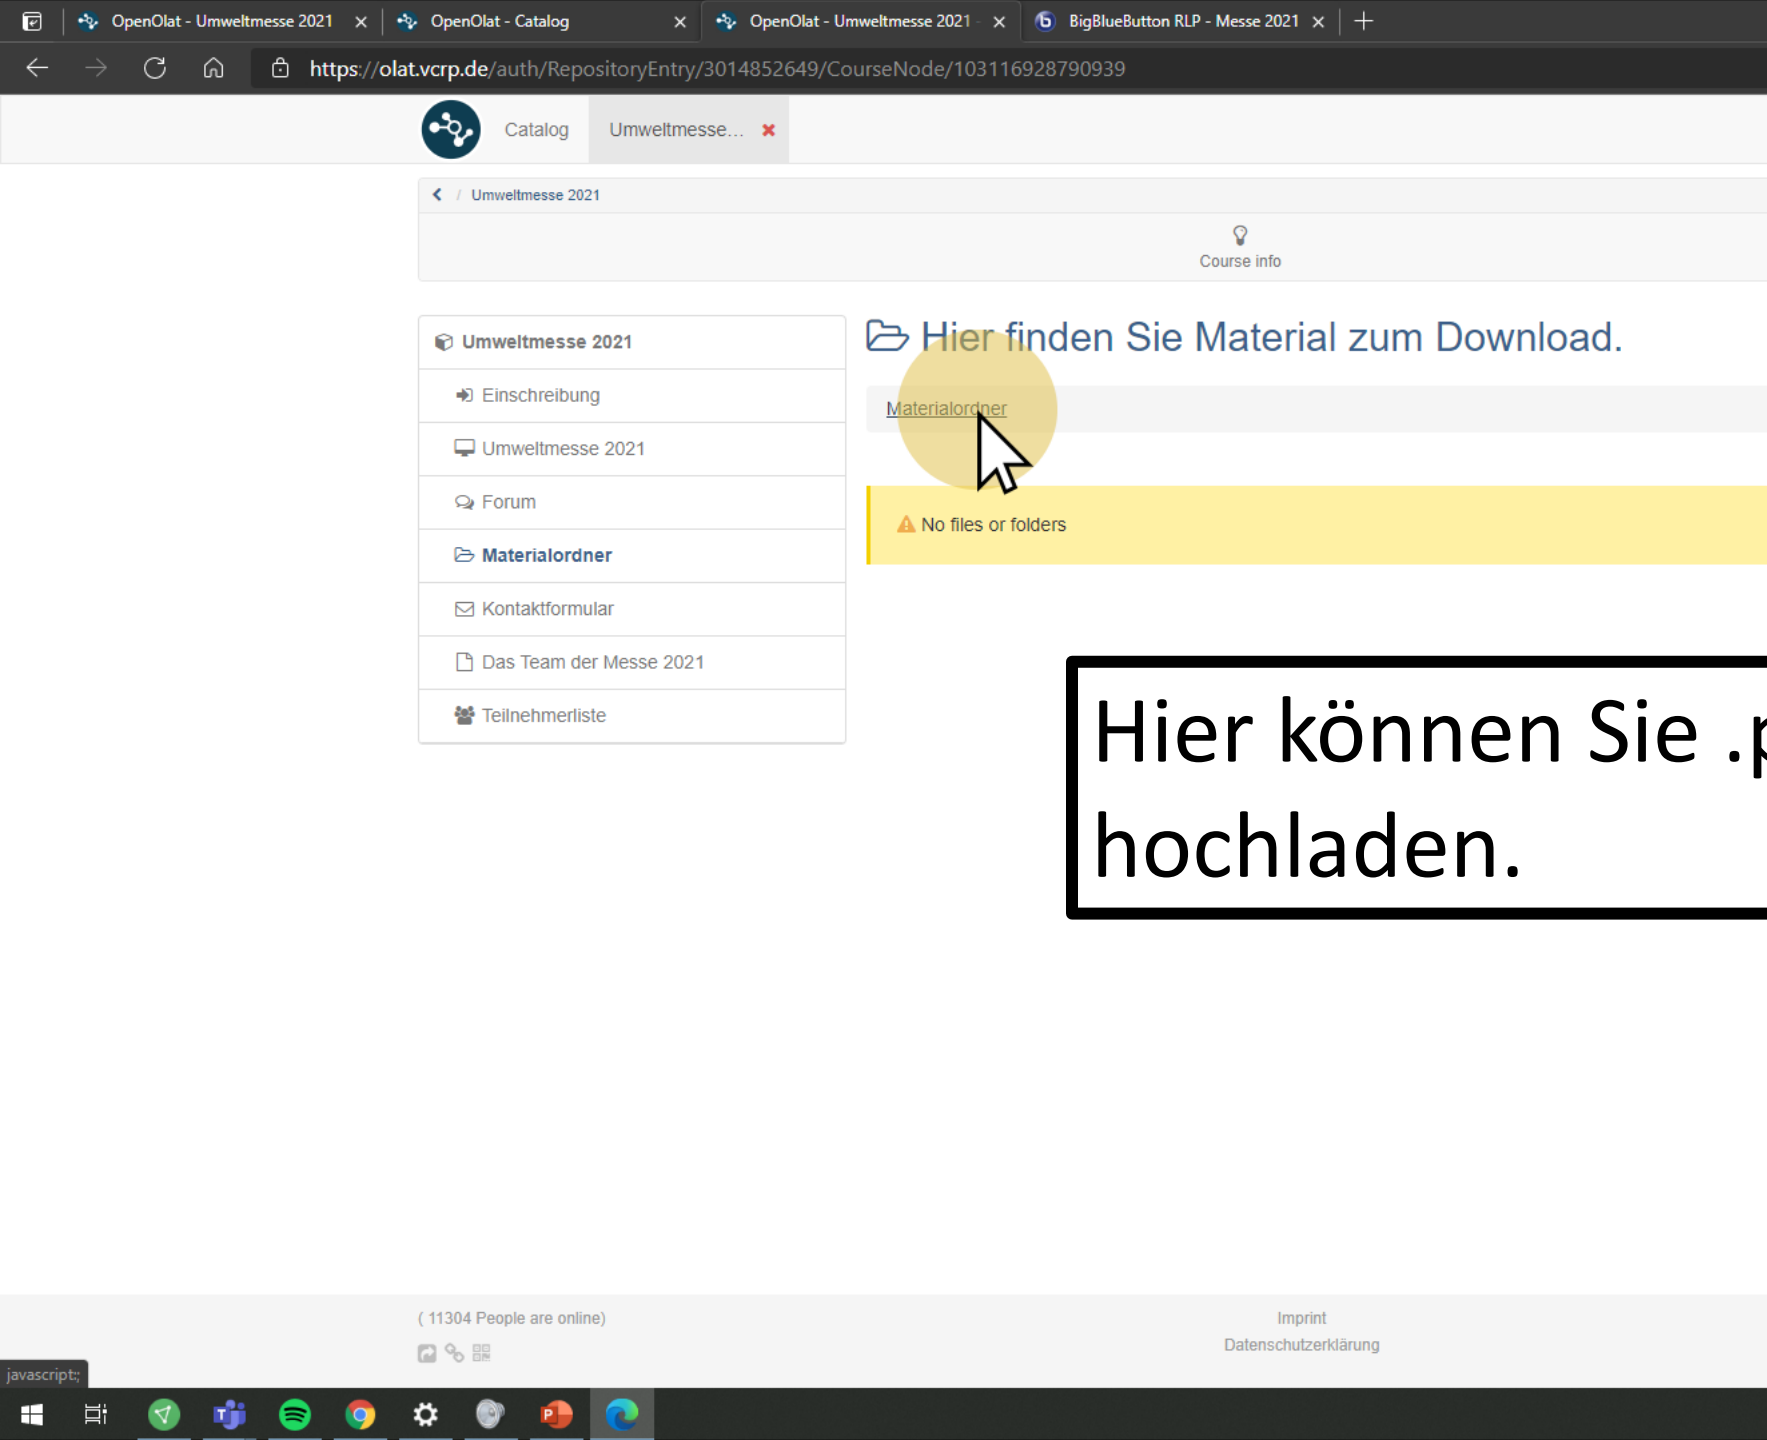 OpenOlat - Umweltmesse 2021
OpenOlat - Catalog
OpenOlat - Umweltmesse 2021 -
BigBlueButton RLP - Messe 2021
https://olat.vcrp.de/auth/RepositoryEntry/3014852649/CourseNode/103116928790939
Catalog
Umweltmesse...
/ Umweltmesse 2021
Course info
Umweltmesse 2021
Einschreibung
Umweltmesse 2021
Forum
Materialordner
Kontaktformular
Das Team der Messe 2021
Teilnehmerliste
Hier finden Sie Material zum Download.
Materialordner
No files or folders
Hier können Sie
hochladen.
( 11304 People are online)
Imprint
Datenschutzerklärung
javascript:;